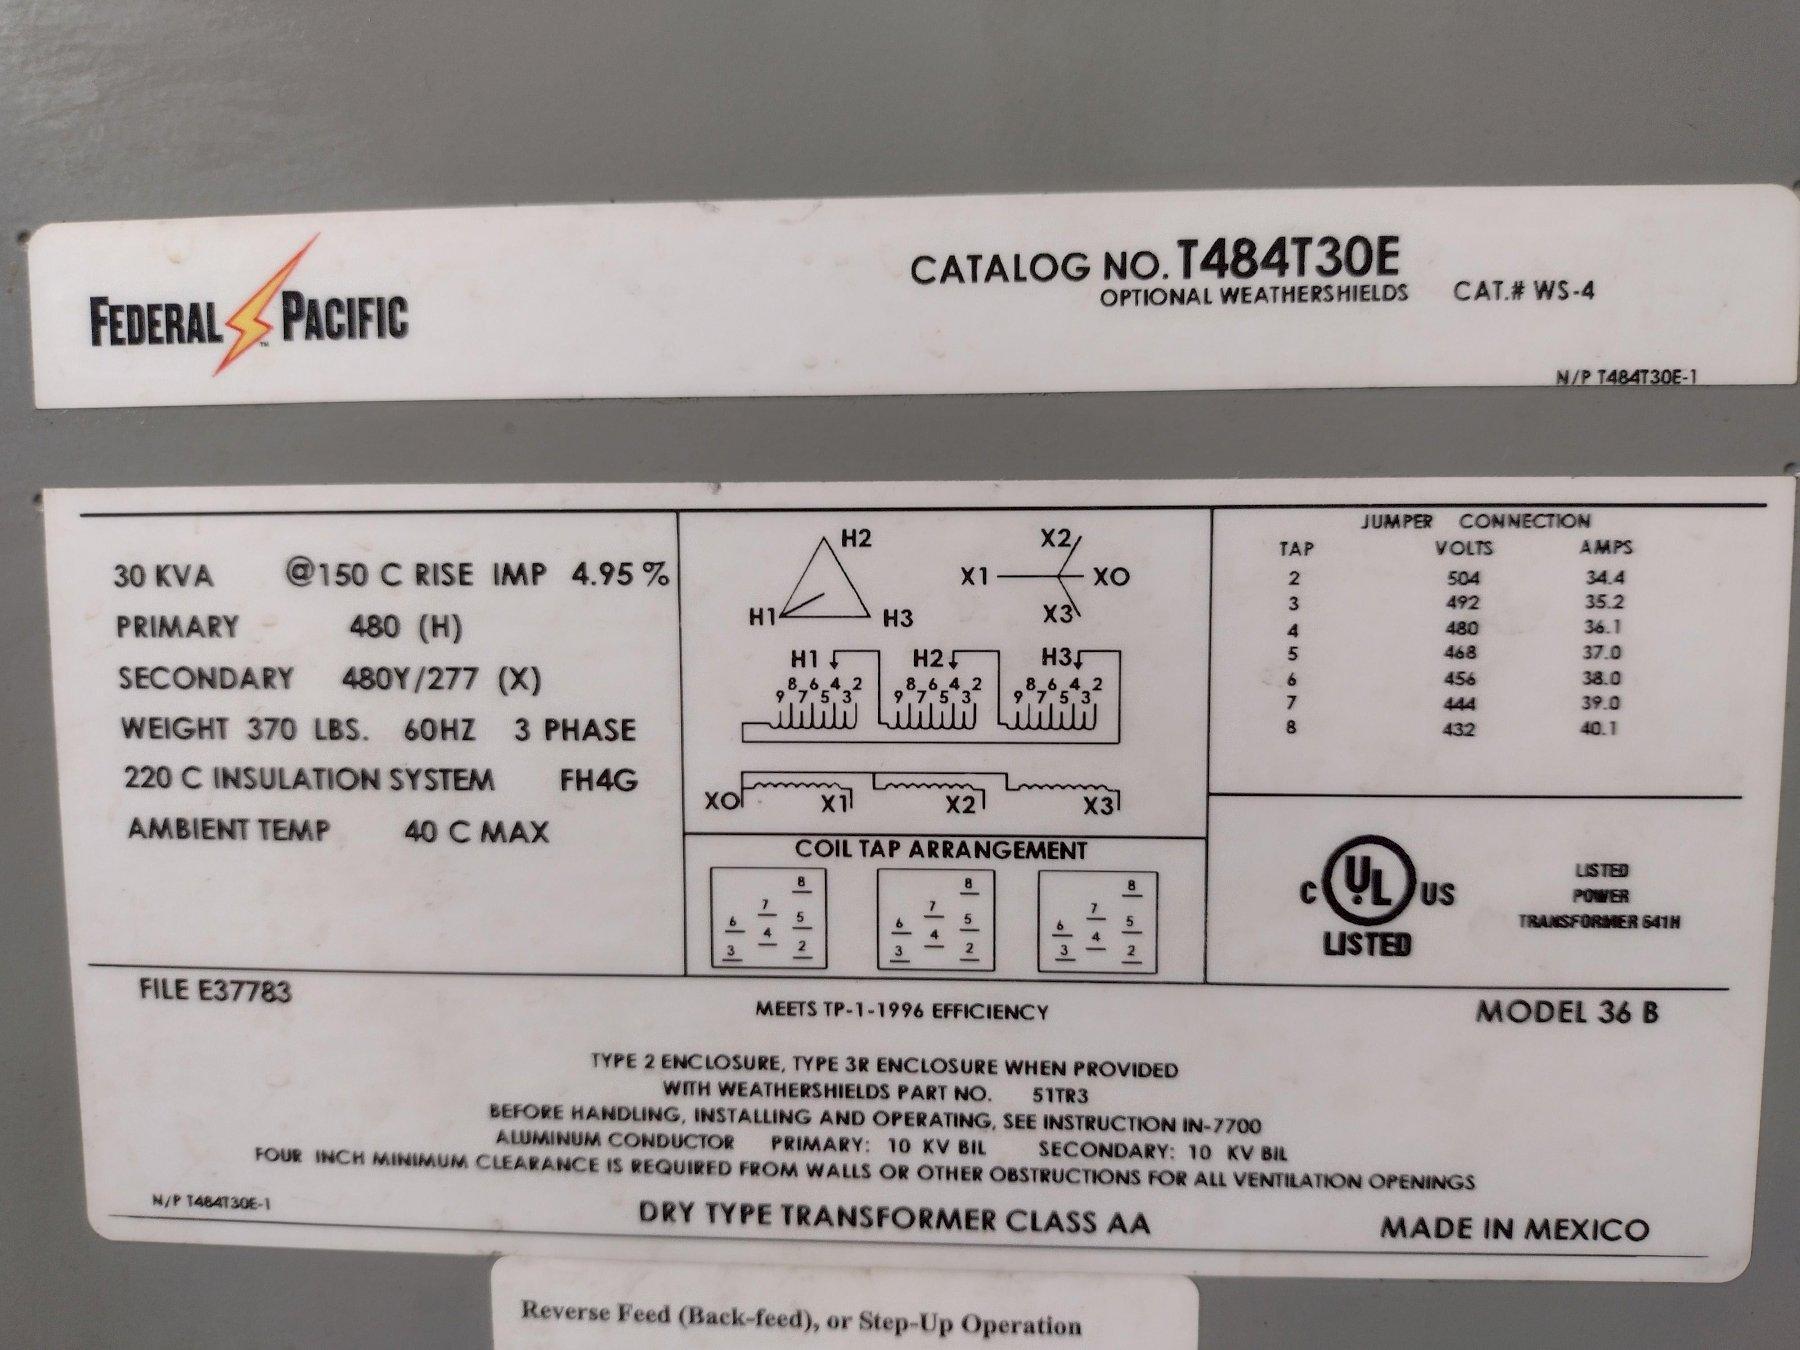 FEDERAL PACIFIC
™
CATALOG NO. T484T30E
OPTIONAL WEATHERSHIELDS CAT.# WS-4
N/P T484T30E-1
30 KVA @150 C RISE IMP 4.95 %
PRIMARY 480 (H)
SECONDARY 480Y/277 (X)
WEIGHT 370 LBS. 60HZ 3 PHASE
220 C INSULATION SYSTEM FH4G
AMBIENT TEMP 40 C MAX
H2
H1 H3
X2
X1 XO
X3
H1 H2 H3
8 6 4 2 8 6 4 2 8 6 4 2
9 7 5 3 9 7 5 3 9 7 5 3
XO X1 X2 X3
COIL TAP ARRANGEMENT
8 8 8
7 7 7
6 5 6 5 6 5
4 4 4
3 2 3 2 3 2
JUMPER CONNECTION
TAP VOLTS AMPS
2 504 34.4
3 492 35.2
4 480 36.1
5 468 37.0
6 456 38.0
7 444 39.0
8 432 40.1
C UL US
LISTED
LISTED
POWER
TRANSFORMER 641H
FILE E37783
MEETS TP-1-1996 EFFICIENCY
MODEL 36 B
TYPE 2 ENCLOSURE, TYPE 3R ENCLOSURE WHEN PROVIDED
WITH WEATHERSHIELDS PART NO. 51TR3
BEFORE HANDLING, INSTALLING AND OPERATING, SEE INSTRUCTION IN-7700
ALUMINUM CONDUCTOR PRIMARY: 10 KV BIL SECONDARY: 10 KV BIL
FOUR INCH MINIMUM CLEARANCE IS REQUIRED FROM WALLS OR OTHER OBSTRUCTIONS FOR ALL VENTILATION OPENINGS
N/P T484T30E-1
DRY TYPE TRANSFORMER CLASS AA
MADE IN MEXICO
Reverse Feed (Back-feed), or Step-Up Operation